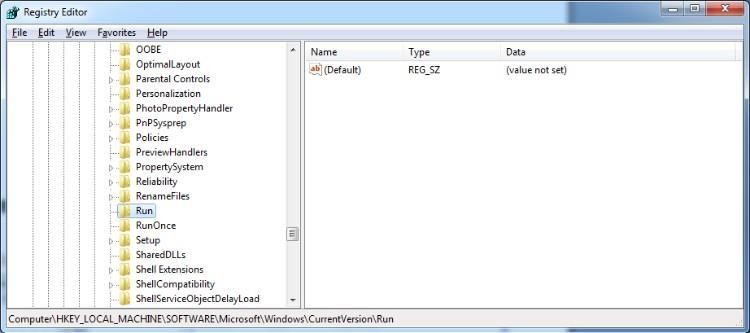 Registry Editor
File Edit View Favorites Help
OOBE
OptimalLayout
Parental Controls
Personalization
PhotoPropertyHandler
PnPSysprep
Policies
PreviewHandlers
PropertySystem
Reliability
RenameFiles
Run
RunOnce
Setup
SharedDLLs
Shell Extensions
ShellCompatibility
ShellServiceObjectDelayLoad
Name Type Data
ab (Default) REG_SZ (value not set)
Computer\HKEY_LOCAL_MACHINE\SOFTWARE\Microsoft\Windows\CurrentVersion\Run